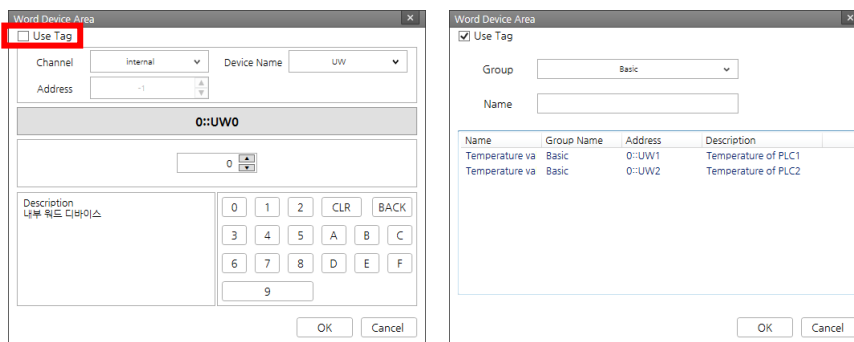 Word Device Area
Use Tag
Channel internal Device Name UW
Address -1
0::UW0
0
Description
내부 워드 디바이스
0 1 2 CLR BACK
3 4 5 A B C
6 7 8 D E F
9
OK Cancel
Word Device Area
Use Tag
Group Basic
Name
Name Group Name Address Description
Temperature va Basic 0::UW1 Temperature of PLC1
Temperature va Basic 0::UW2 Temperature of PLC2
OK Cancel